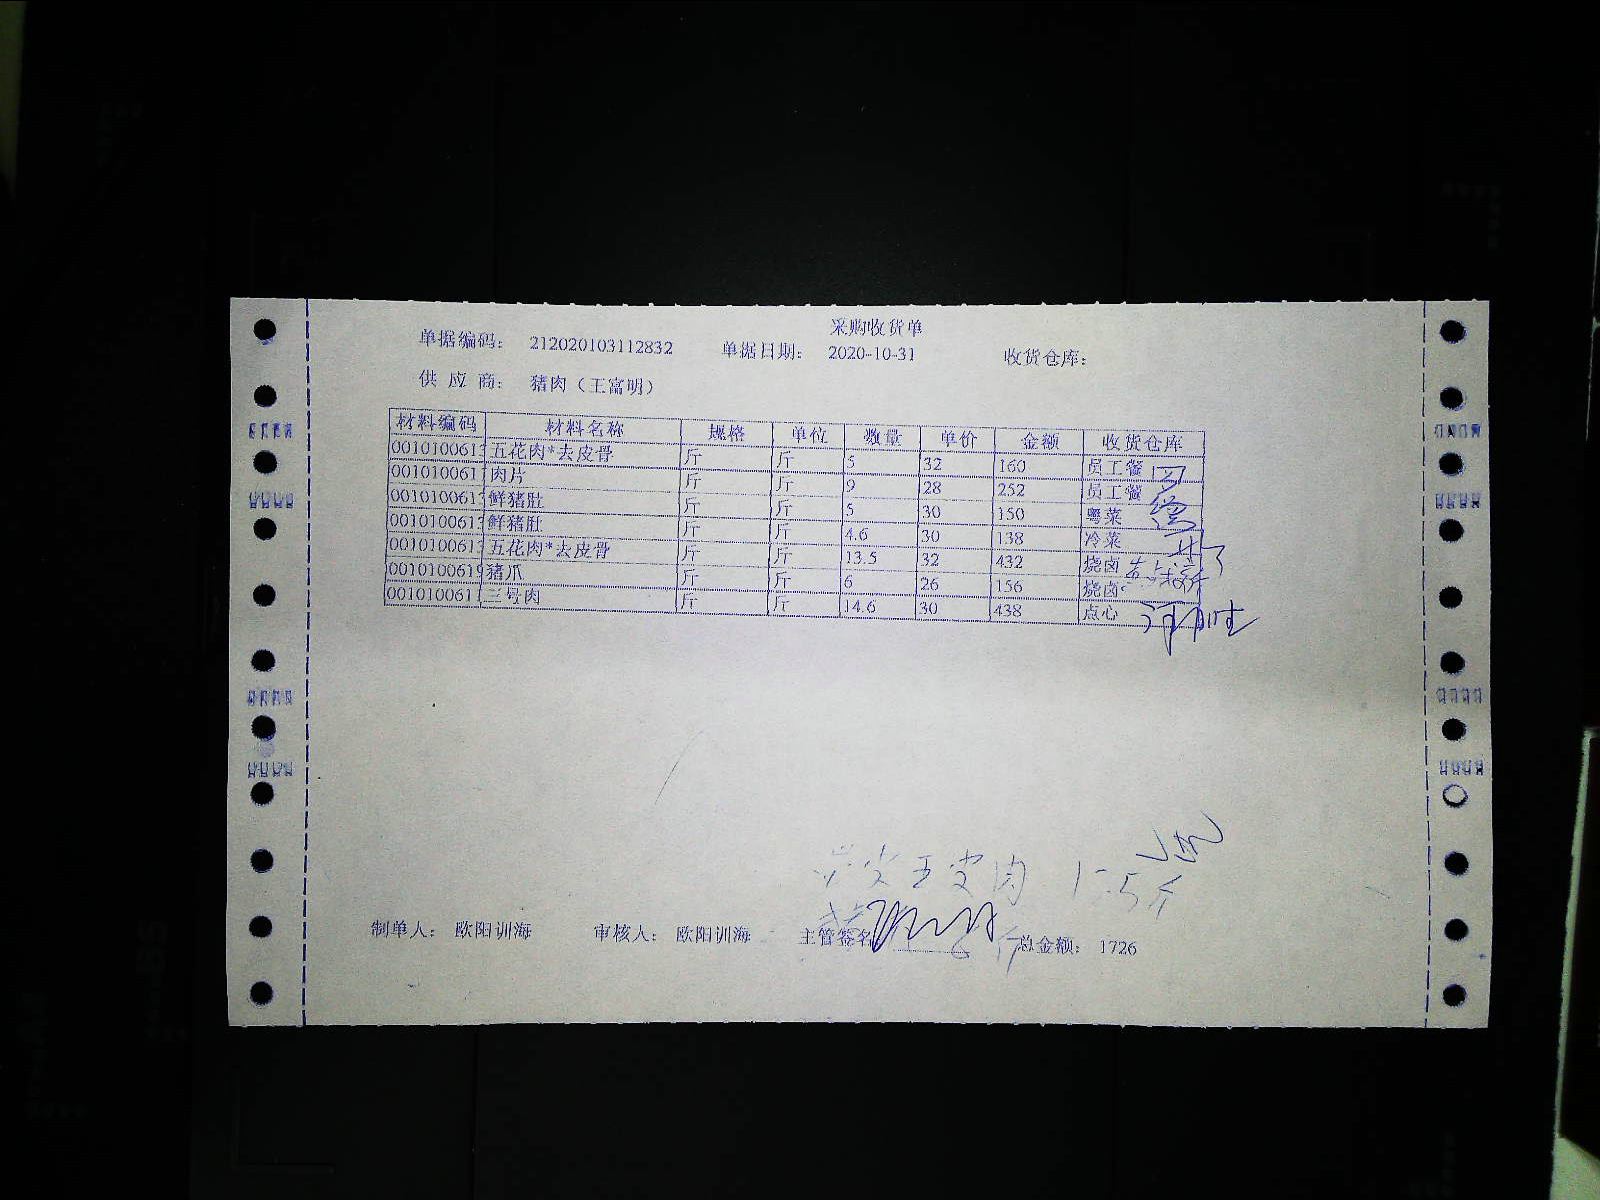 采购收货单
单据编码： 212020103112832 单据日期： 2020-10-31 收货仓库：
供 应 商： 猪肉（王富明）
材料编码 材料名称 规格 单位 数量 单价 金额 收货仓库
001010061 五花肉*去皮骨 斤 斤 5 32 160 员工餐
001010061 肉片 斤 斤 9 28 252 员工餐
001010061 鲜猪肚 斤 斤 5 30 150 粤菜
001010061 鲜猪肚 斤 斤 4.6 30 138 冷菜
001010061 五花肉*去皮骨 斤 斤 13.5 32 432 烧卤
001010061 猪爪 斤 斤 6 26 156 烧卤
001010061 三号肉 斤 斤 14.6 30 438 点心
制单人： 欧阳训海 审核人： 欧阳训海 主管签名 总金额： 1726